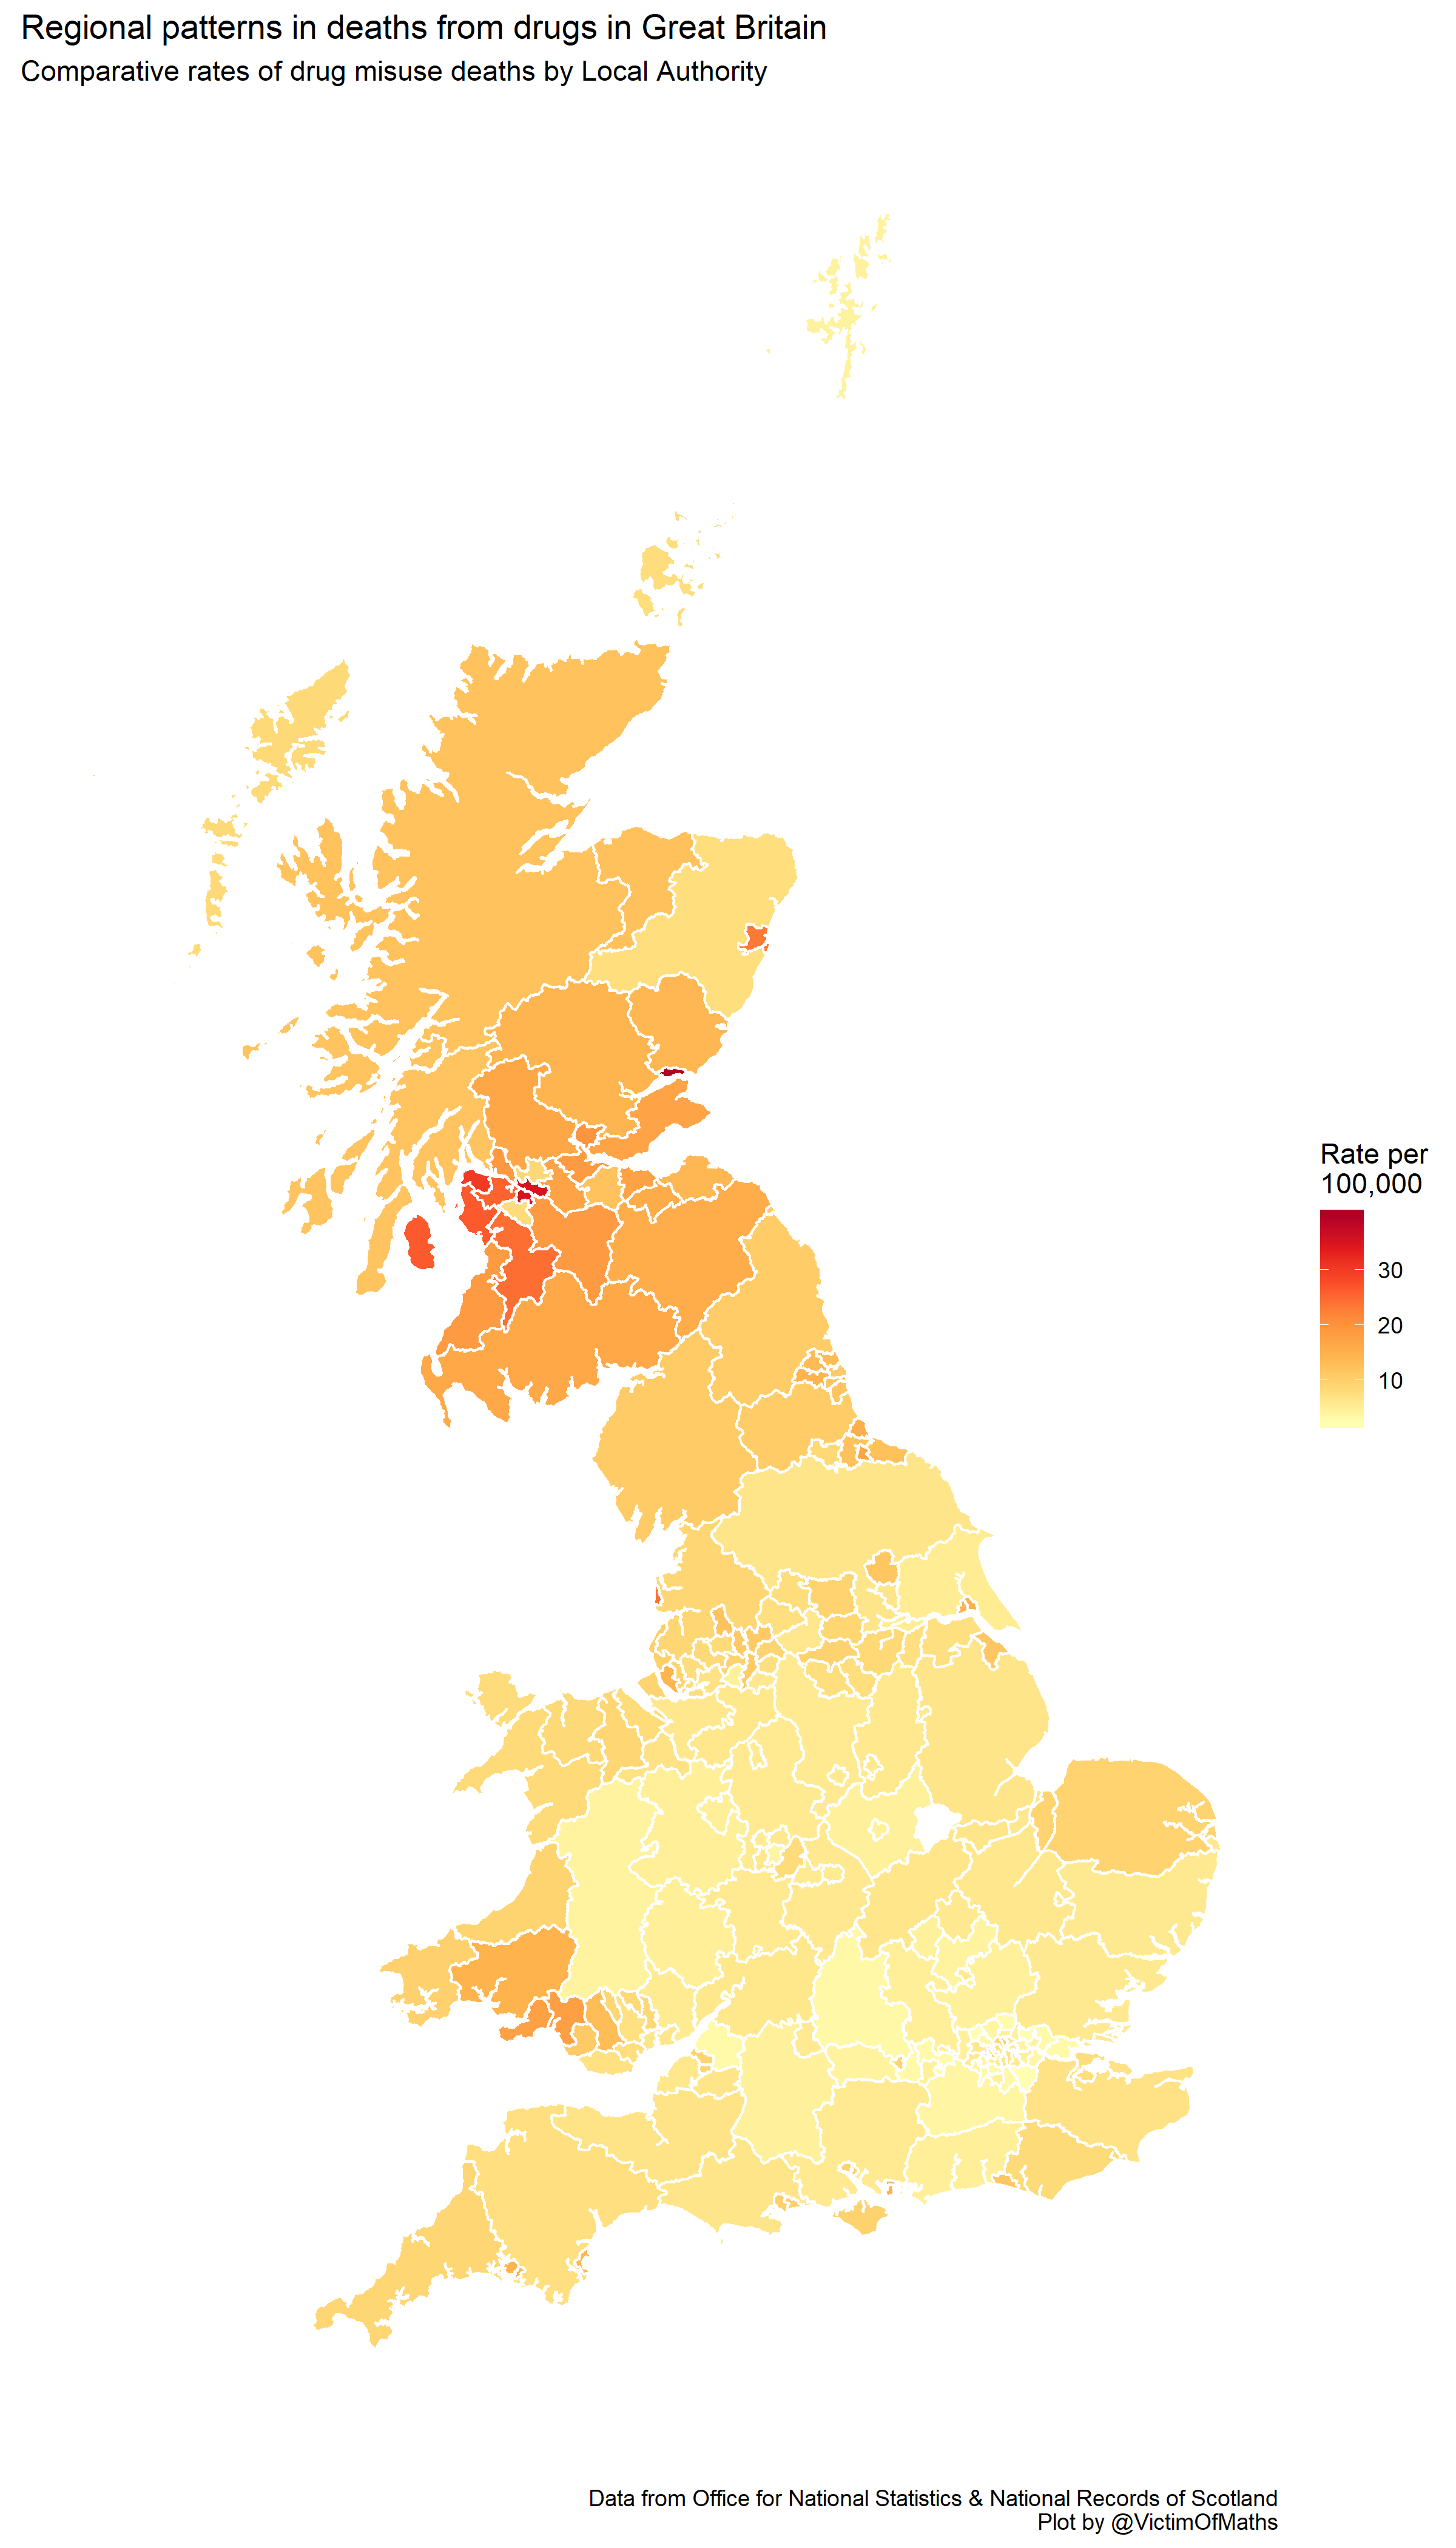 Regional patterns in deaths from drugs in Great Britain
Comparative rates of drug misuse deaths by Local Authority
Rate per
100,000
30
20
10
Data from Office for National Statistics & National Records of Scotland
Plot by @VictimOfMaths